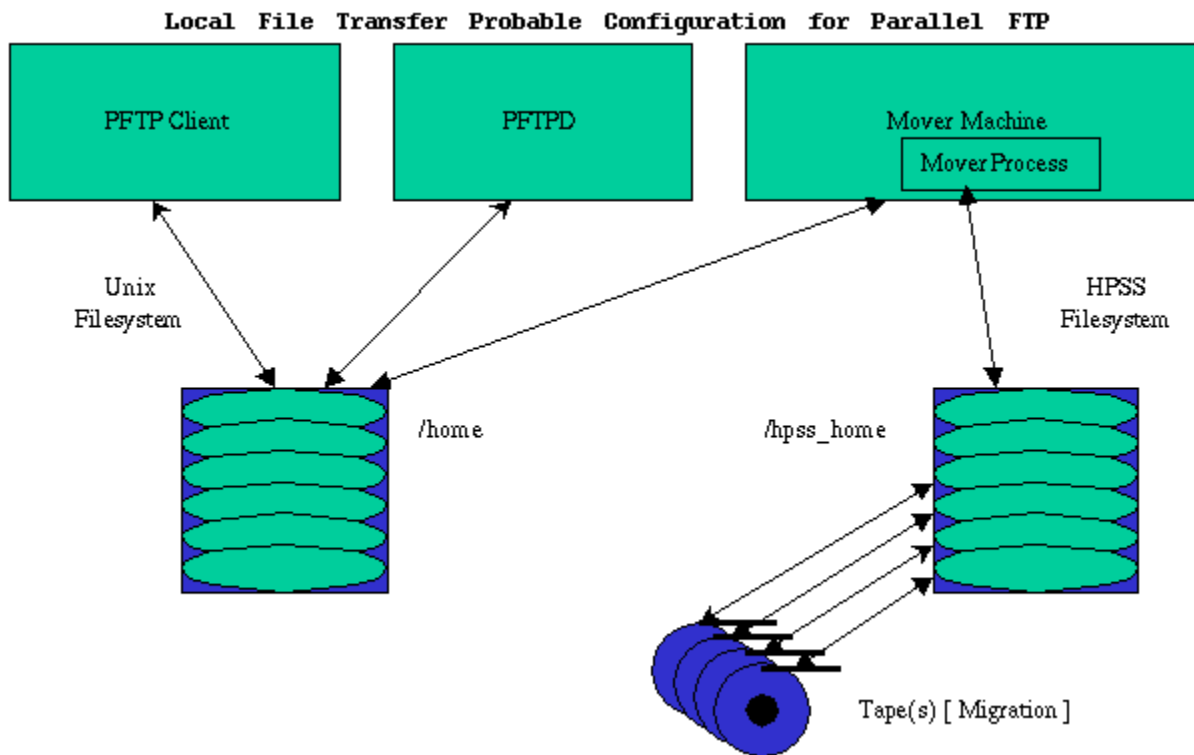 Local File Transfer Probable Configuration for Parallel FTP
PFTP Client
PFTPD
Mover Machine
Mover Process
Unix
Filesystem
HPSS
Filesystem
/home
/hpss_home
Tape(s) [ Migration ]